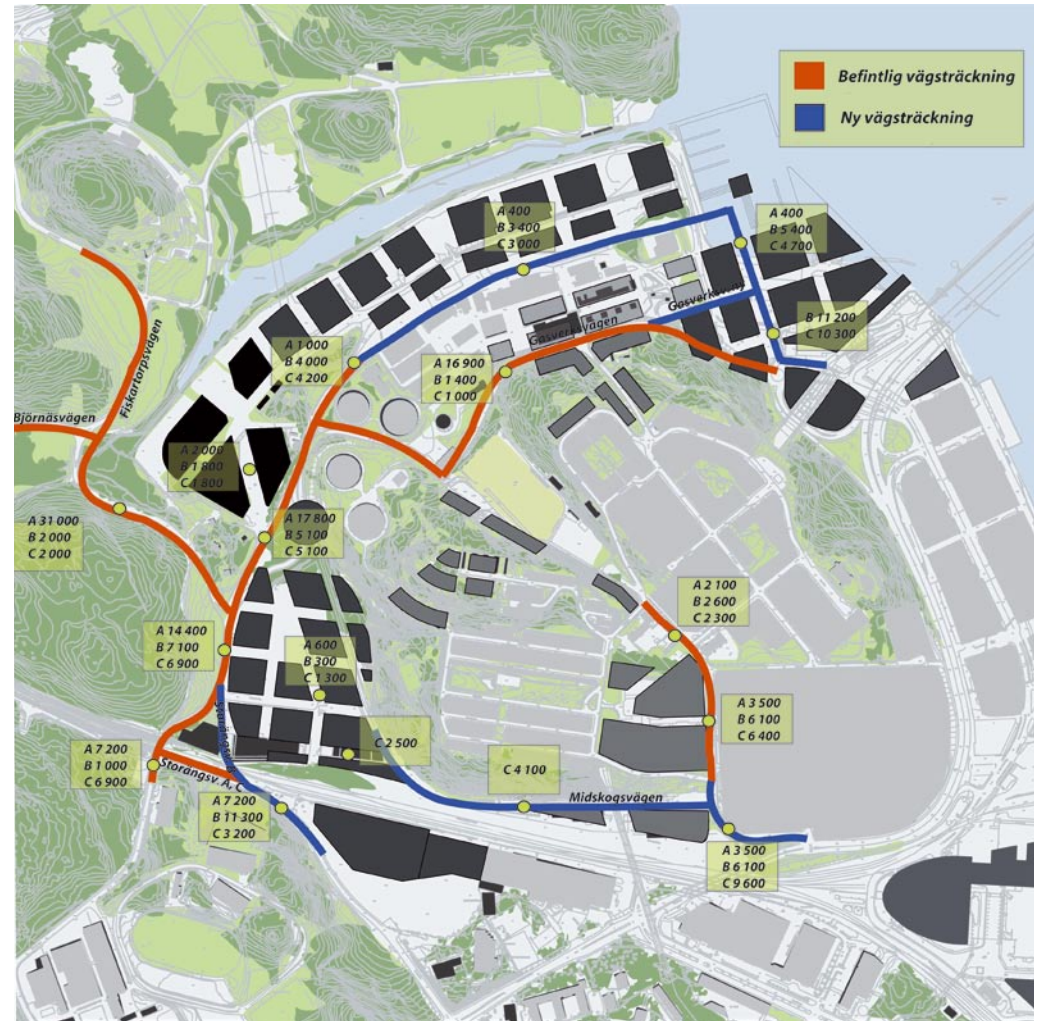 Befintlig vägsträckning
Ny vägsträckning
A 400
B 3 400
C 3 000
A 400
B 5 400
C 4 700
Fiskartorpsvägen
Gasverksv. ny
B 11 200
C 10 300
Gasverksvägen
A 1 000
B 4 000
C 4 200
A 16 900
B 1 400
C 1 000
Björnäsvägen
A 2 000
B 1 800
C 1 800
A 31 000
B 2 000
C 2 000
A 17 800
B 5 100
C 5 100
A 2 100
B 2 600
C 2 300
A 14 400
B 7 100
C 6 900
A 600
B 300
C 1 300
A 3 500
B 6 100
C 6 400
C 2 500
A 7 200
B 1 000
C 6 900
Storängsv. A, C
C 4 100
Midskogsvägen
A 7 200
B 11 300
C 3 200
A 3 500
B 6 100
C 9 600